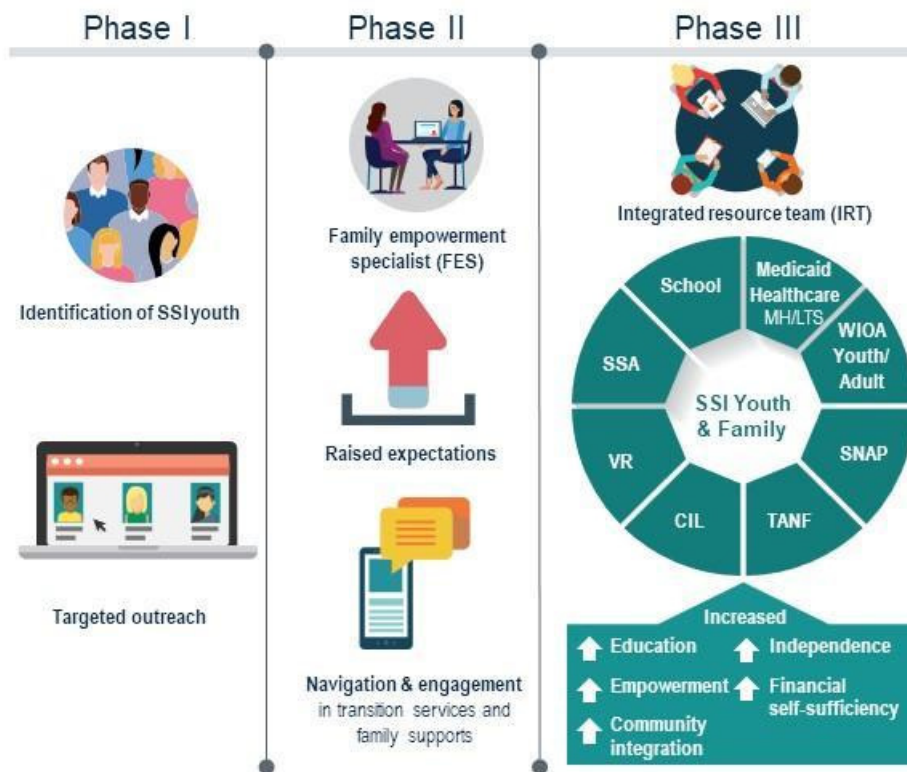 Phase I
Phase II
Phase III
Identification of SSI youth
Targeted outreach
Family empowerment
specialist (FES)
Raised expectations
Navigation & engagement
in transition services and
family supports
Integrated resource team (IRT)
School
Medicaid
Healthcare
MH/LTS
WIOA
Youth/
Adult
SSA
SSI Youth
& Family
VR
SNAP
CIL
TANF
Increased
Education
Empowerment
Community
integration
Independence
Financial
self-sufficiency